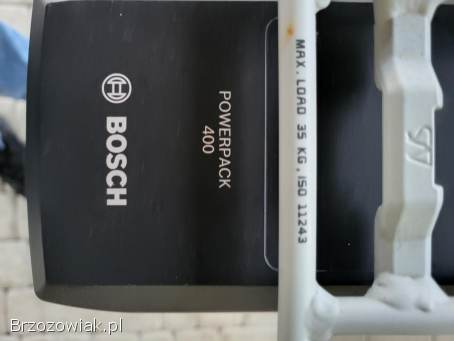 BOSCH
POWERPACK
400
MAX. LOAD 35 KG, ISO 11243
Brzozowiak.pl